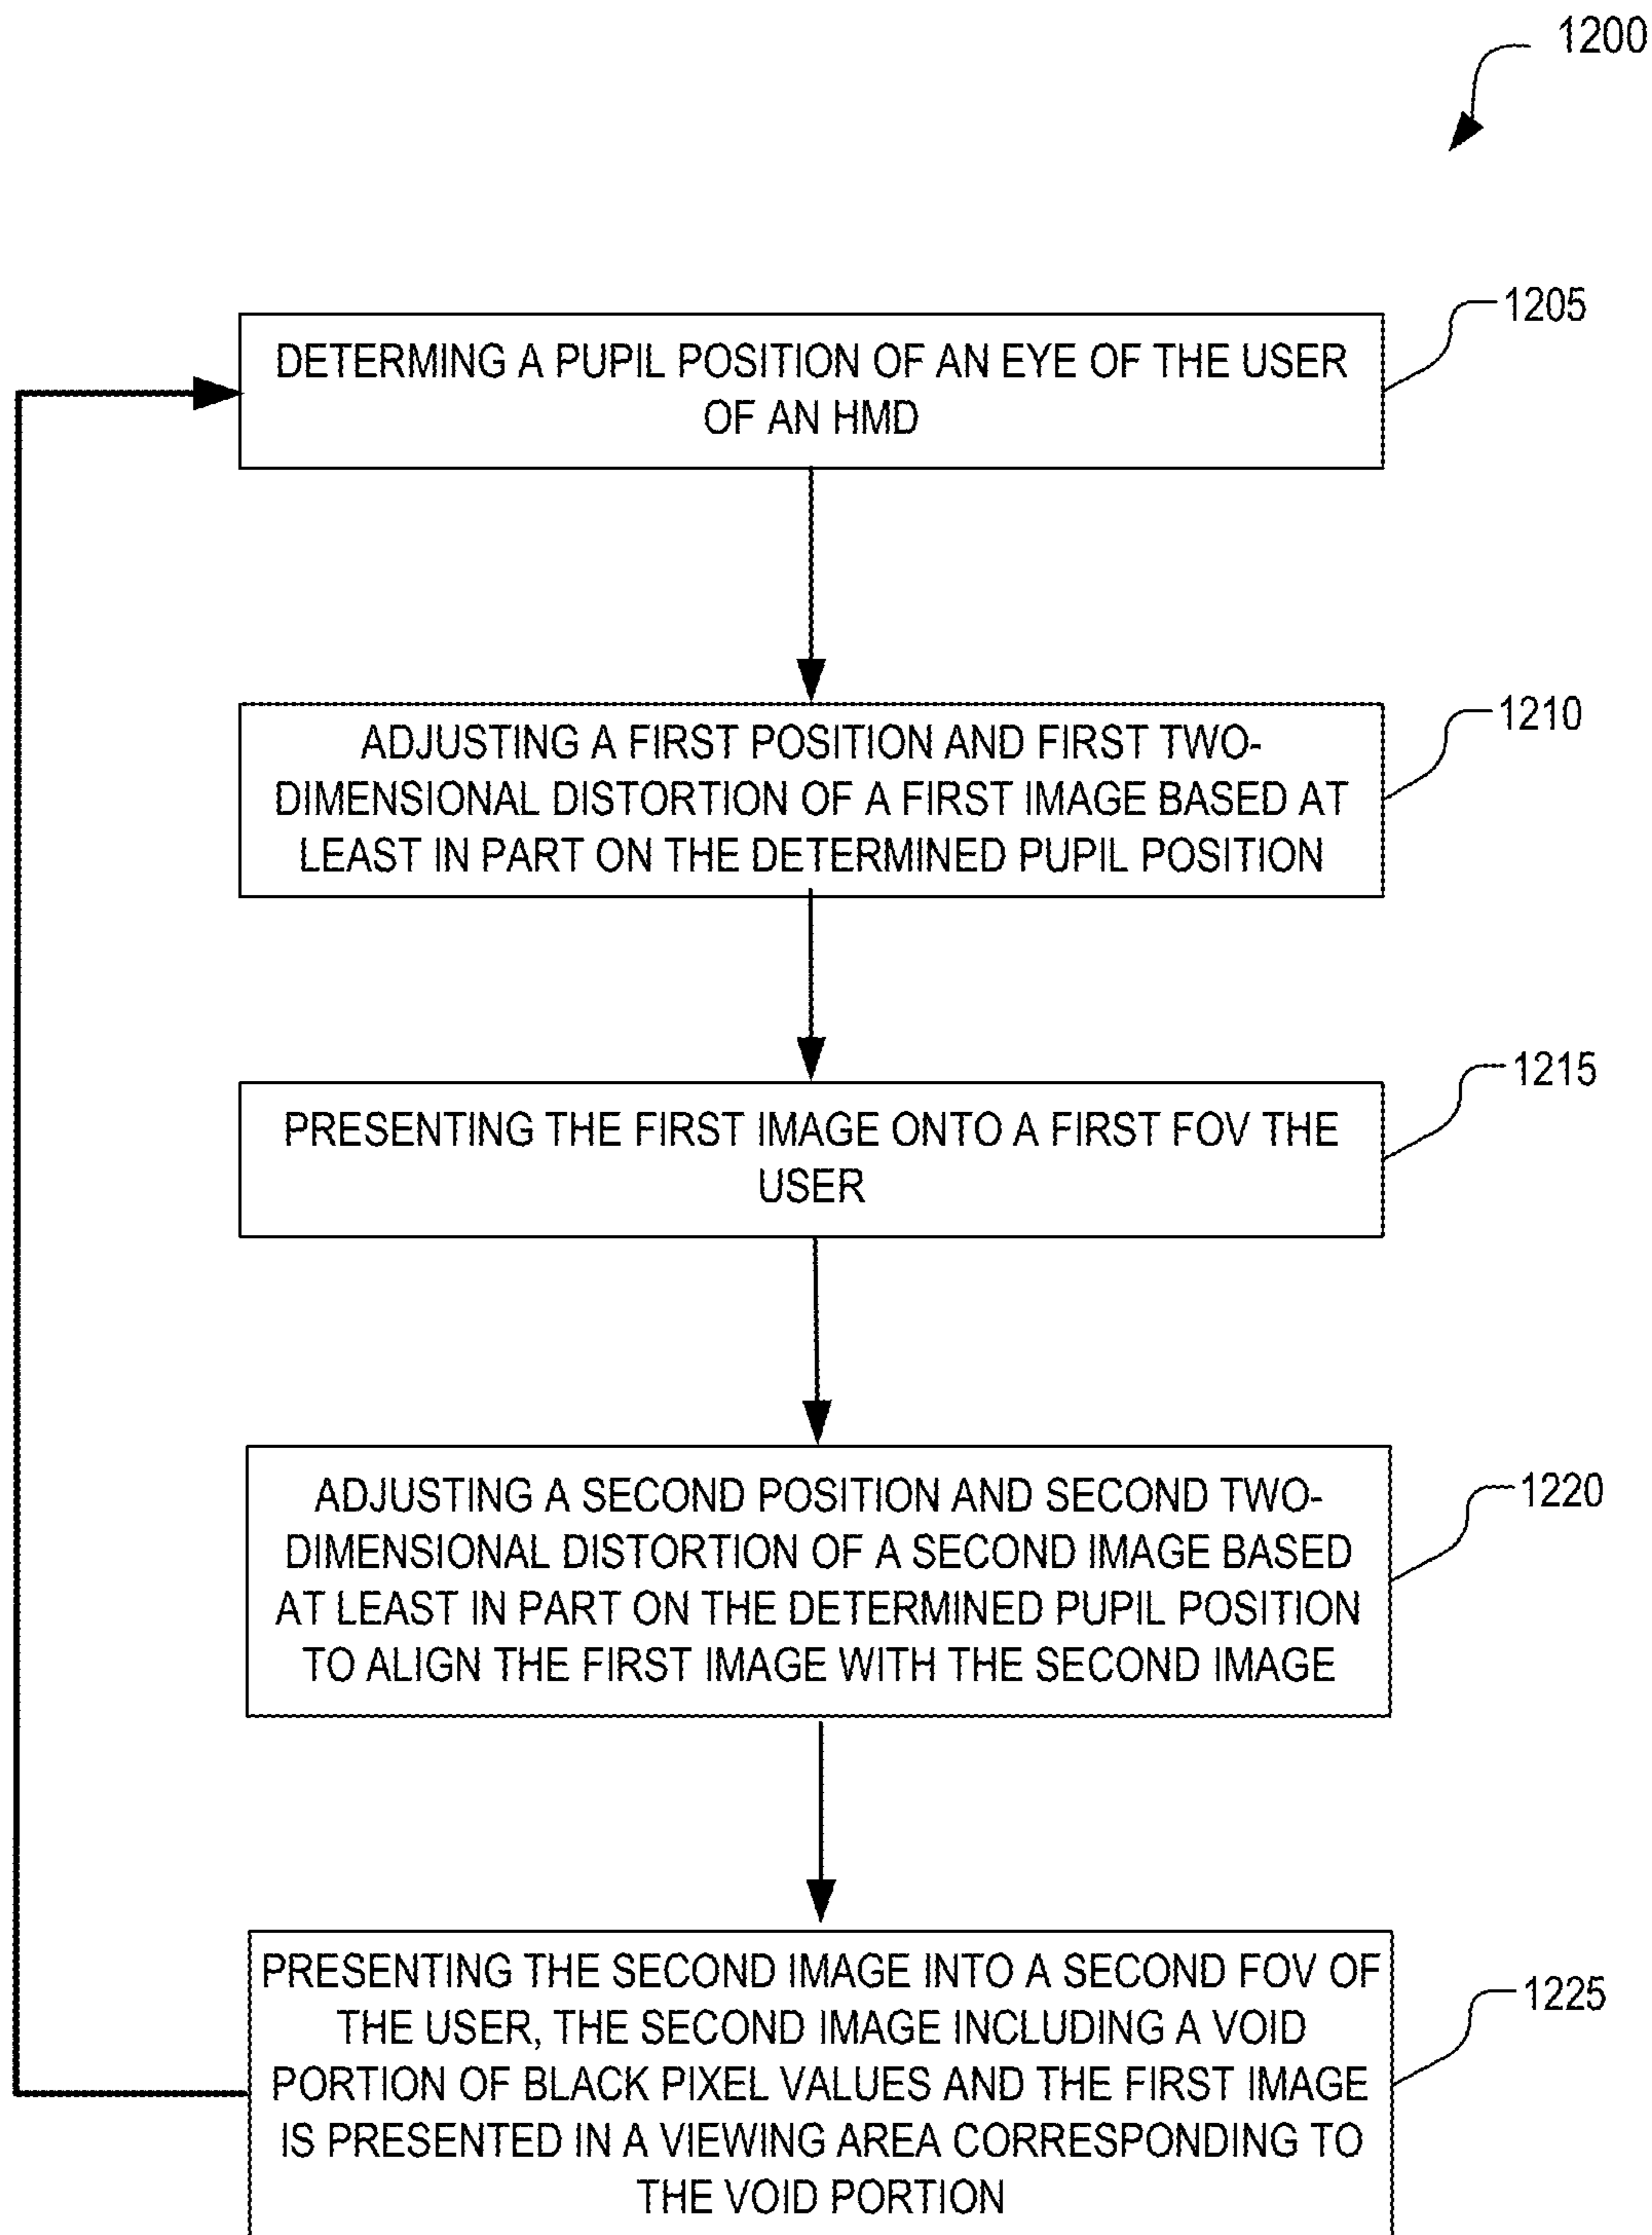 1200
DETERMING A PUPIL POSITION OF AN EYE OF THE USER
OF AN HMD
1205
ADJUSTING A FIRST POSITION AND FIRST TWO-
DIMENSIONAL DISTORTION OF A FIRST IMAGE BASED AT
LEAST IN PART ON THE DETERMINED PUPIL POSITION
1210
PRESENTING THE FIRST IMAGE ONTO A FIRST FOV THE
USER
1215
ADJUSTING A SECOND POSITION AND SECOND TWO-
DIMENSIONAL DISTORTION OF A SECOND IMAGE BASED
AT LEAST IN PART ON THE DETERMINED PUPIL POSITION
TO ALIGN THE FIRST IMAGE WITH THE SECOND IMAGE
1220
PRESENTING THE SECOND IMAGE INTO A SECOND FOV OF
THE USER, THE SECOND IMAGE INCLUDING A VOID
PORTION OF BLACK PIXEL VALUES AND THE FIRST IMAGE
IS PRESENTED IN A VIEWING AREA CORRESPONDING TO
THE VOID PORTION
1225